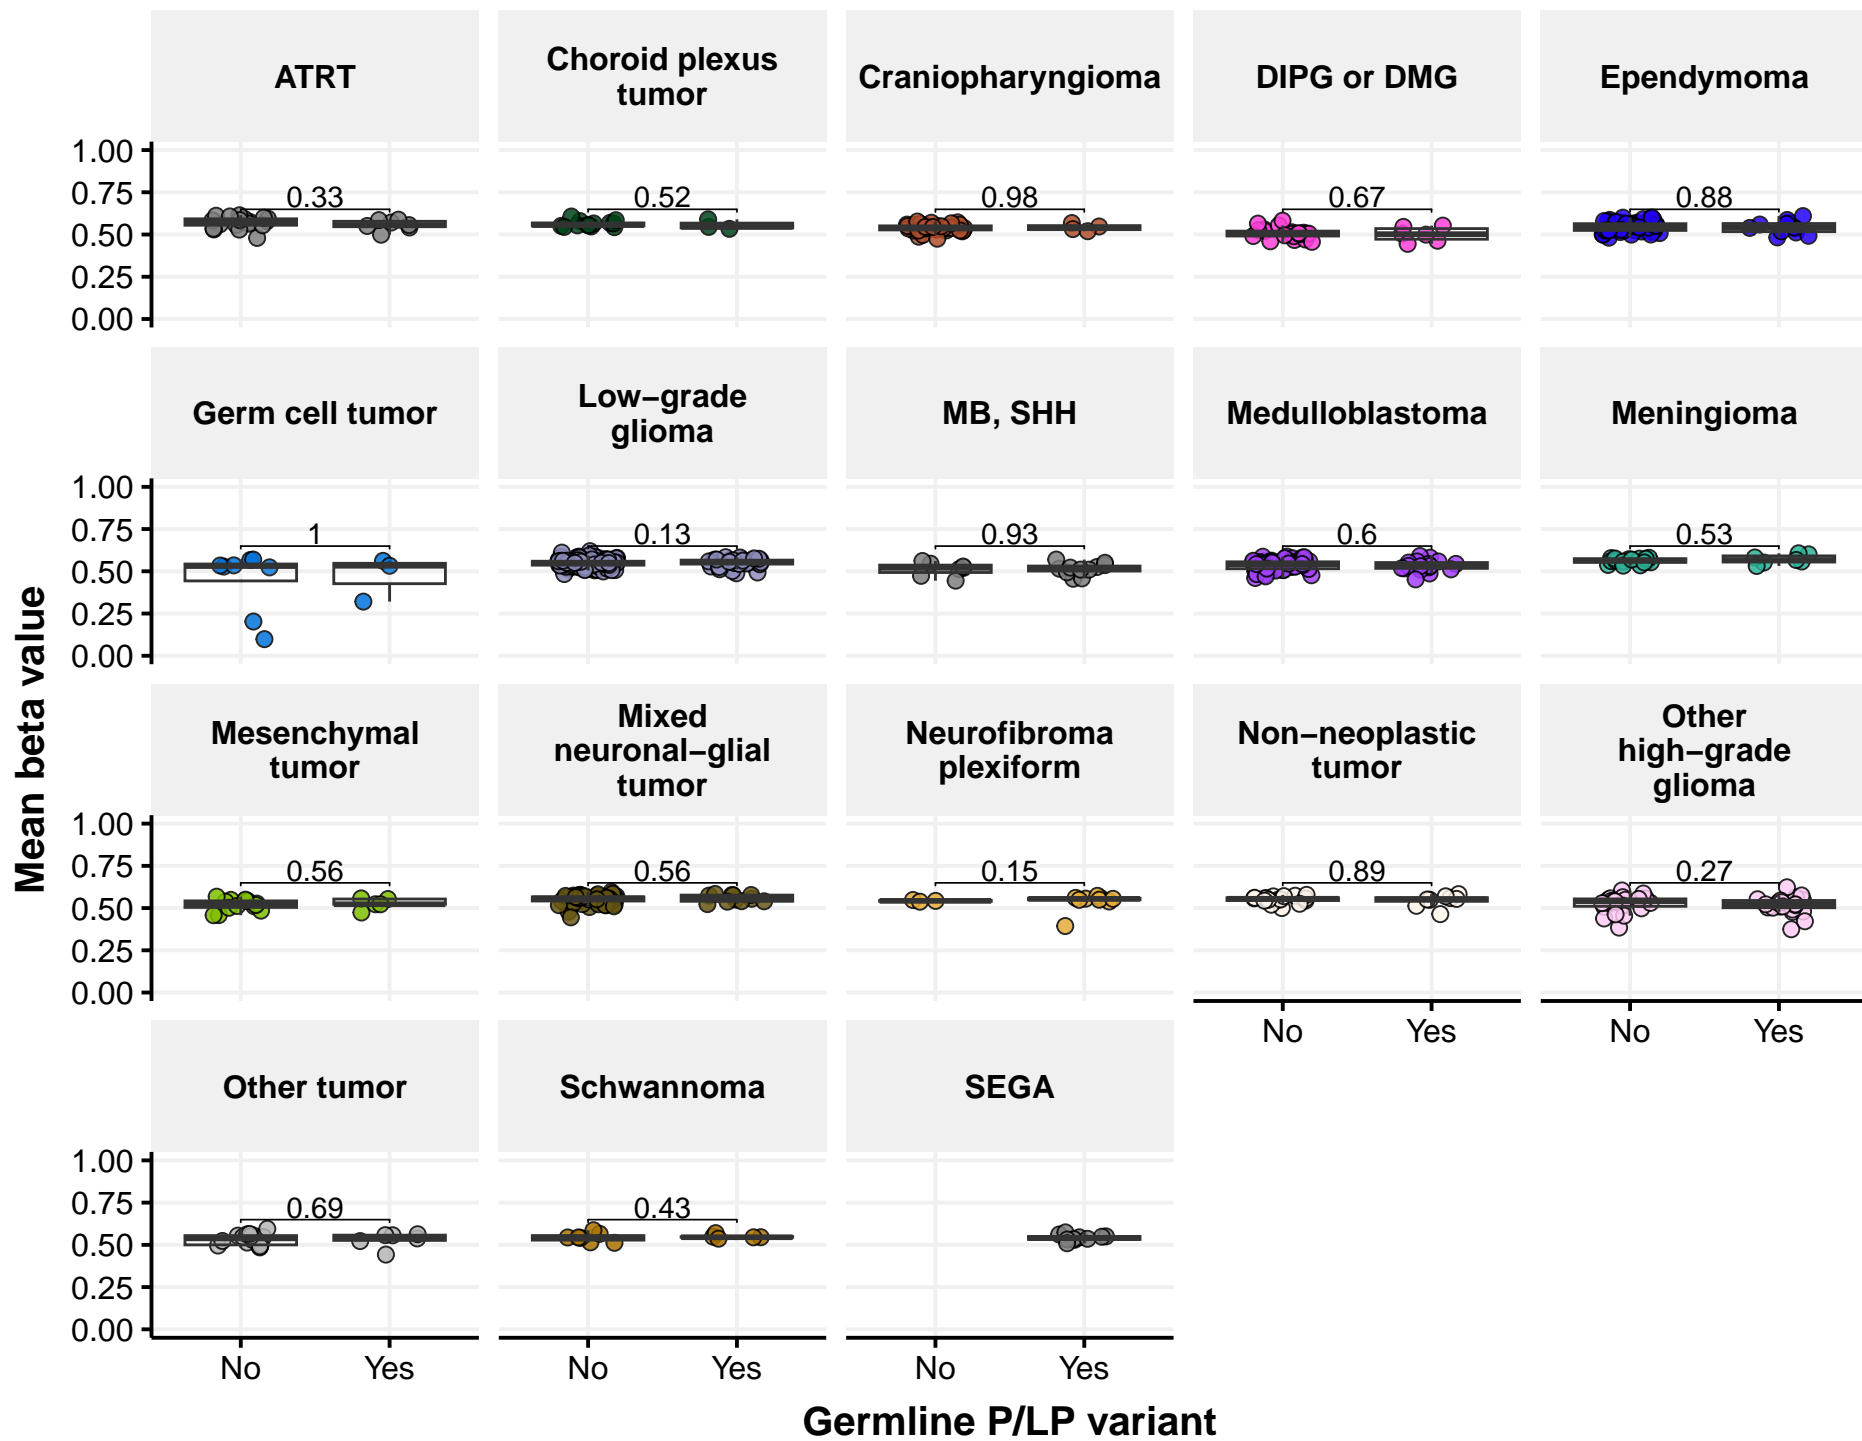 ATRT
Choroid plexus
tumor
Craniopharyngioma
DIPG or DMG
Ependymoma
1.00
0.75
0.50
0.25
0.00
0.33
0.52
0.98
0.67
0.88
Germ cell tumor
Low−grade
glioma
MB, SHH
Medulloblastoma
Meningioma
1.00
0.75
0.50
0.25
0.00
1
0.13
0.93
0.6
0.53
Mesenchymal
tumor
Mixed
neuronal−glial
tumor
Neurofibroma
plexiform
Non−neoplastic
tumor
Other
high−grade
glioma
1.00
0.75
0.50
0.25
0.00
0.56
0.56
0.15
0.89
0.27
No
Yes
No
Yes
Other tumor
Schwannoma
SEGA
1.00
0.75
0.50
0.25
0.00
0.69
0.43
No
Yes
No
Yes
No
Yes
Mean beta value
Germline P/LP variant